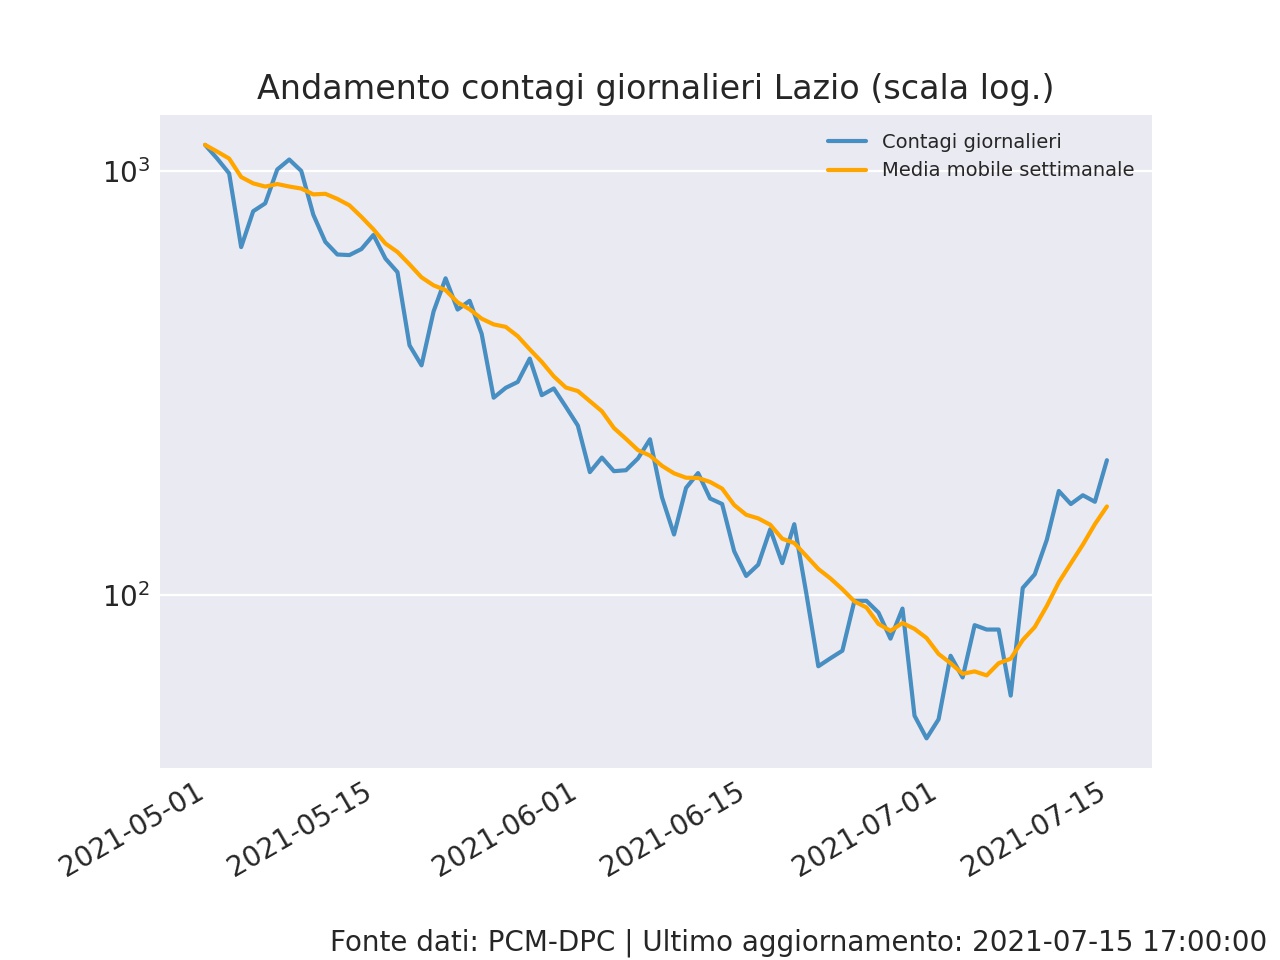 Andamento contagi giornalieri Lazio (scala log.)
Contagi giornalieri
Media mobile settimanale
10³
10²
2021-05-01
2021-05-15
2021-06-01
2021-06-15
2021-07-01
2021-07-15
Fonte dati: PCM-DPC | Ultimo aggiornamento: 2021-07-15 17:00:00